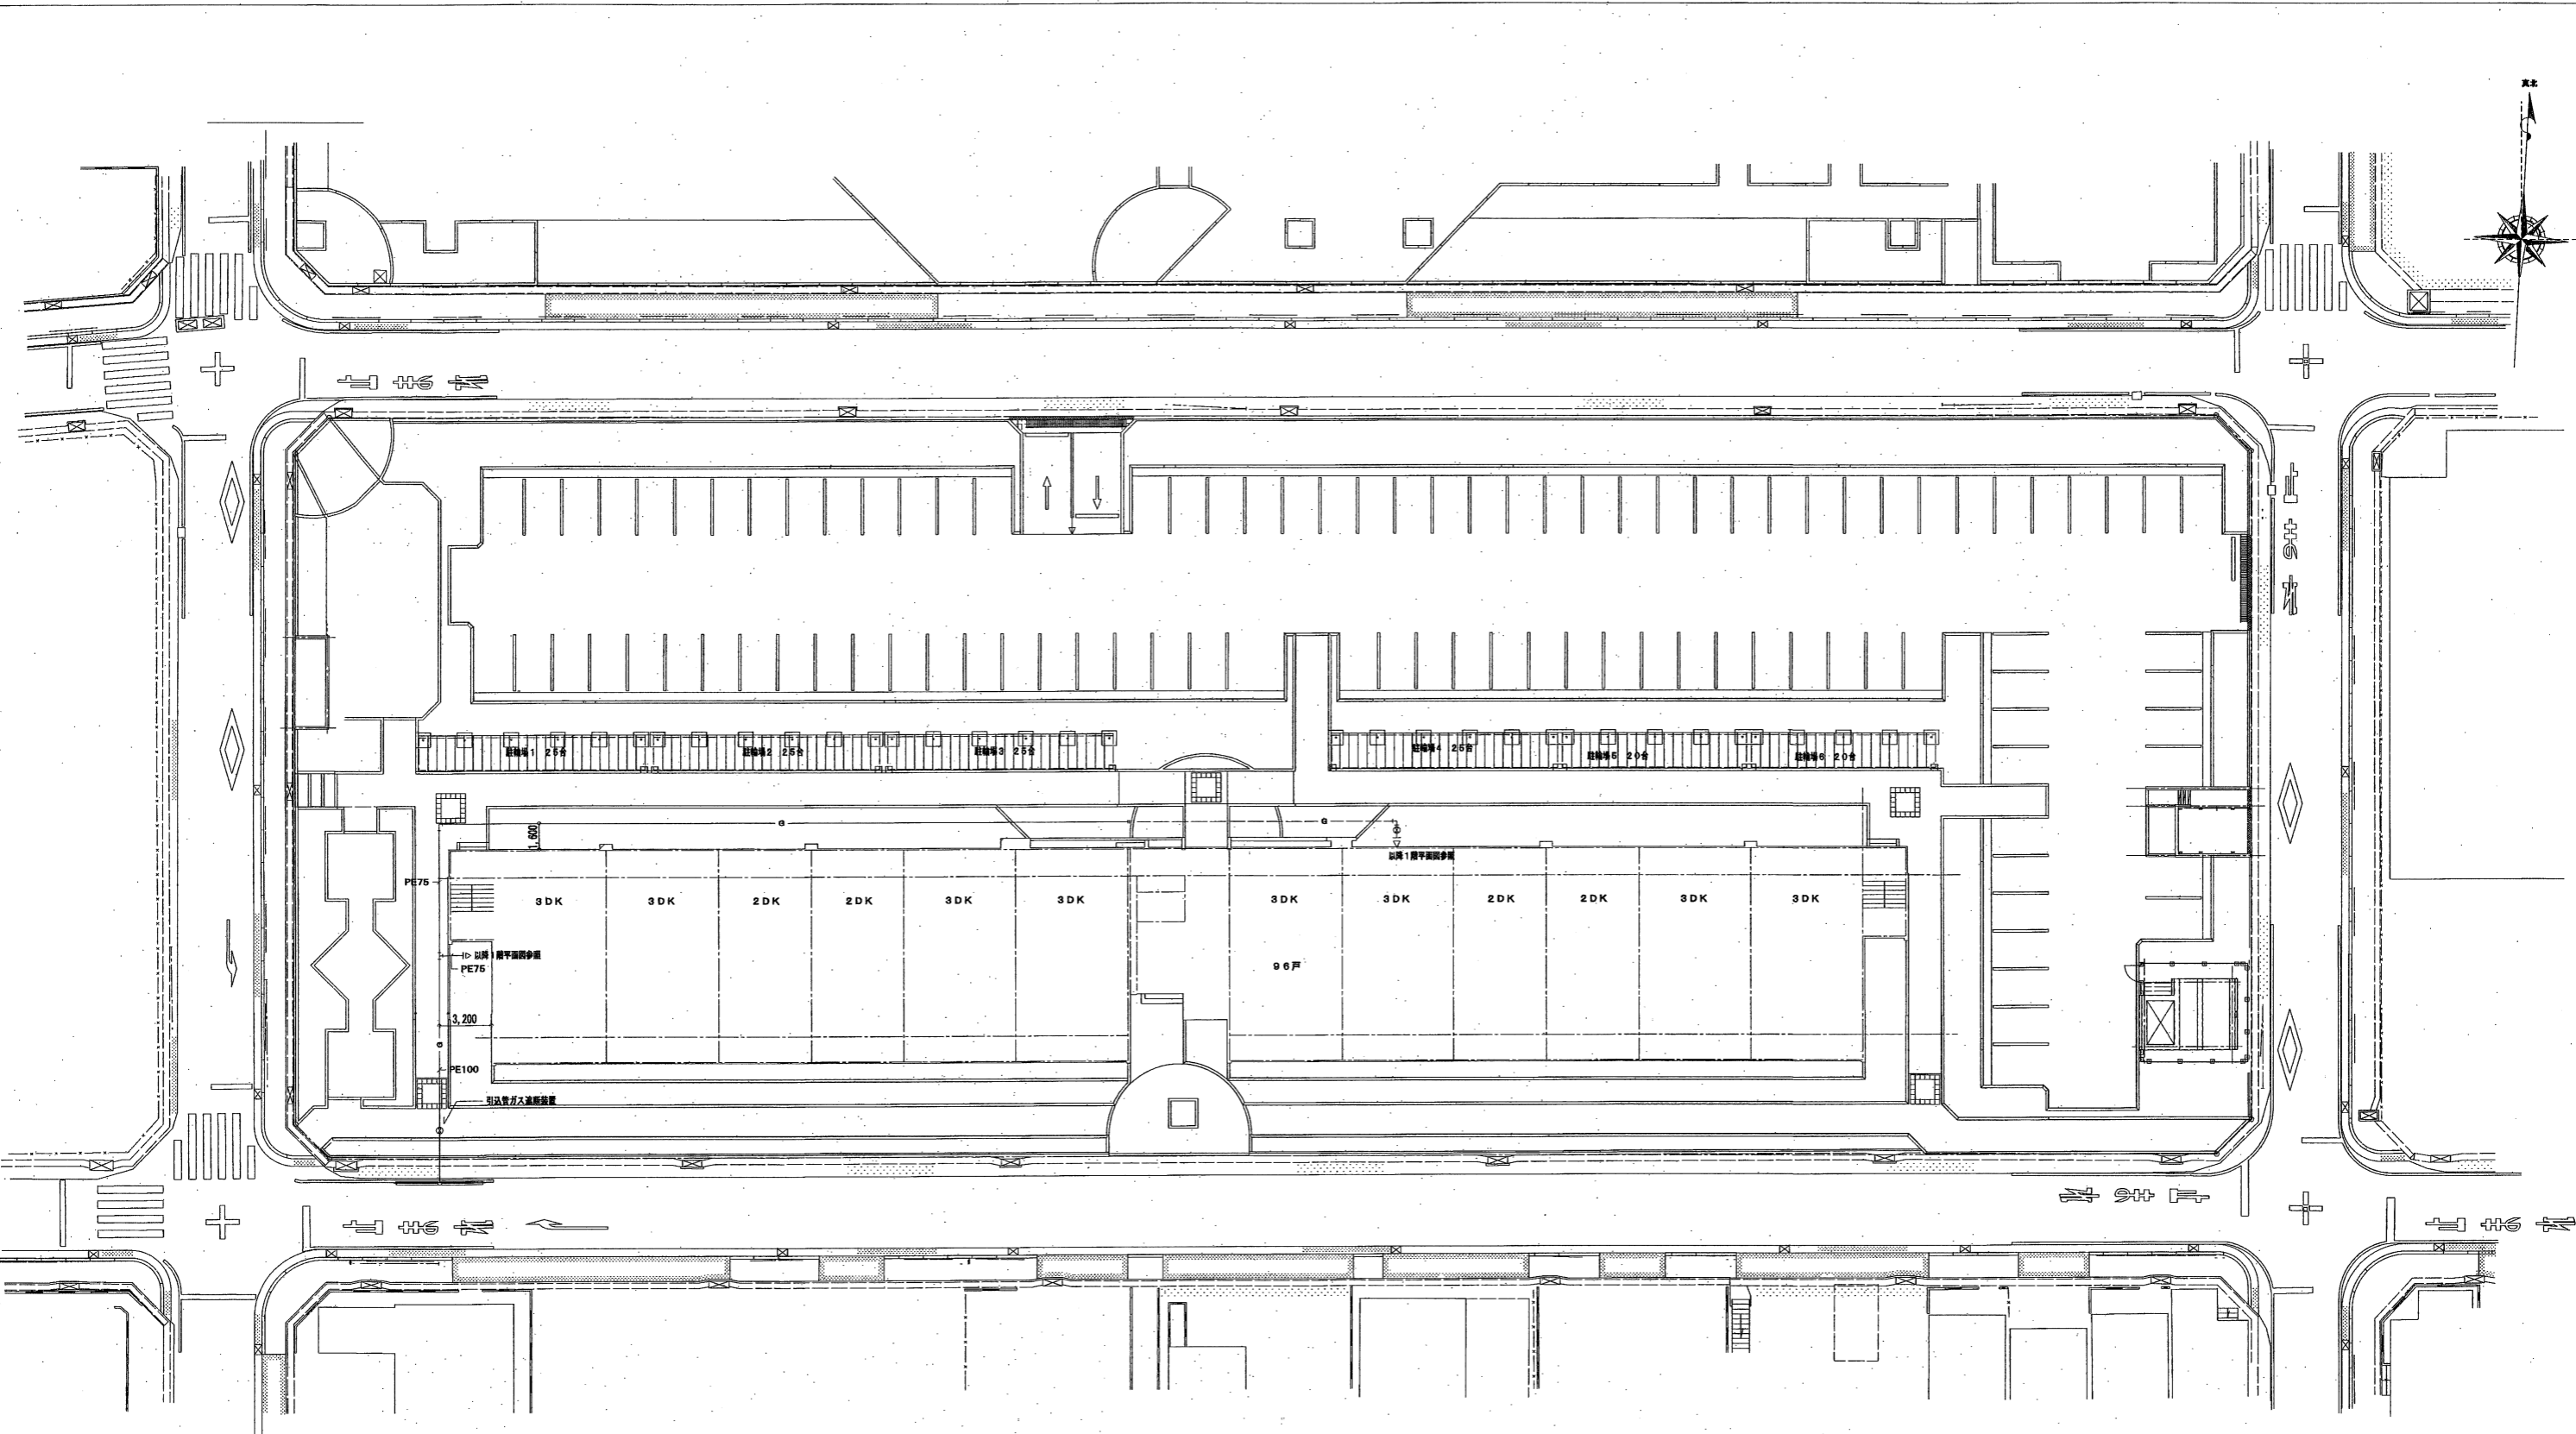 真北
止まれ
止まれ
駐輪場1 25台
駐輪場2 25台
駐輪場3 25台
駐輪場4 25台
駐輪場5 20台
駐輪場6 20台
1,600
G
G
以降1階平面図参照
PE75
3DK
3DK
2DK
2DK
3DK
3DK
3DK
3DK
2DK
2DK
3DK
3DK
以降1階平面図参照
PE75
96戸
3,200
G
PE100
引込管ガス遮断装置
止まれ
止まれ
止まれ